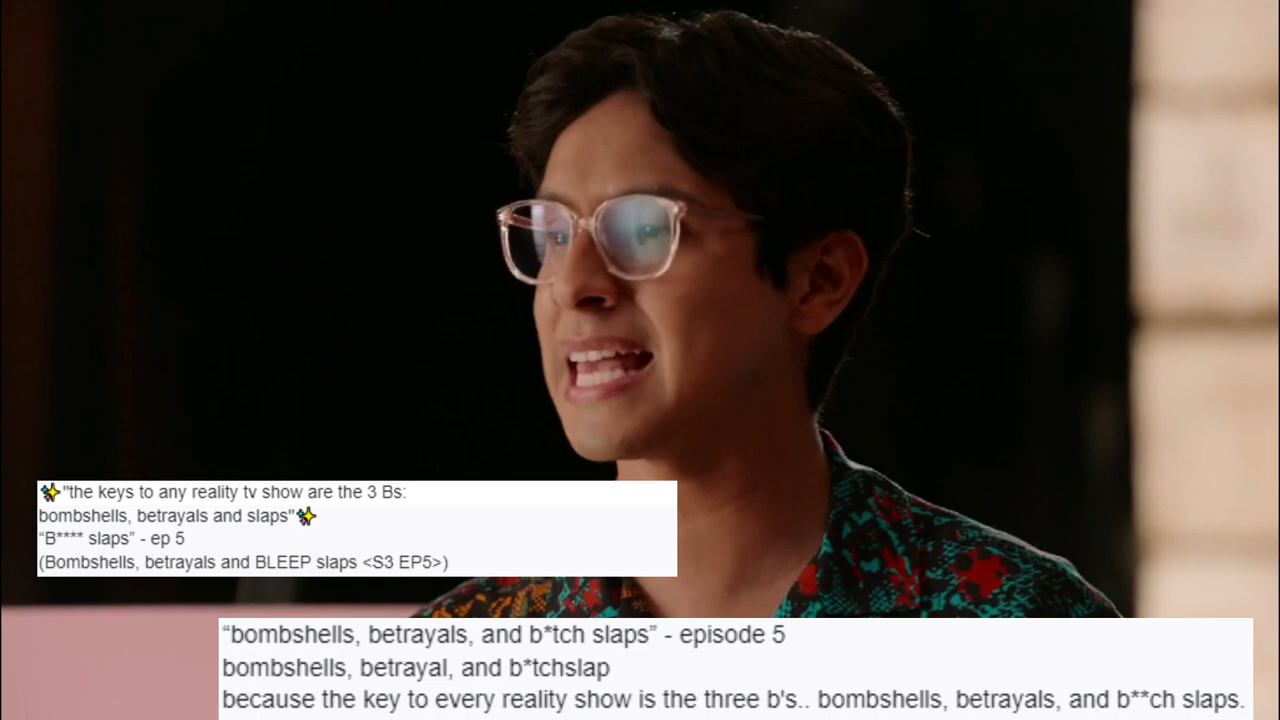 ✨"the keys to any reality tv show are the 3 Bs:
bombshells, betrayals and slaps"✨
“B**** slaps” - ep 5
(Bombshells, betrayals and BLEEP slaps <S3 EP5>)
“bombshells, betrayals, and b*tch slaps” - episode 5
bombshells, betrayal, and b*tchslap
because the key to every reality show is the three b's.. bombshells, betrayals, and b**ch slaps.